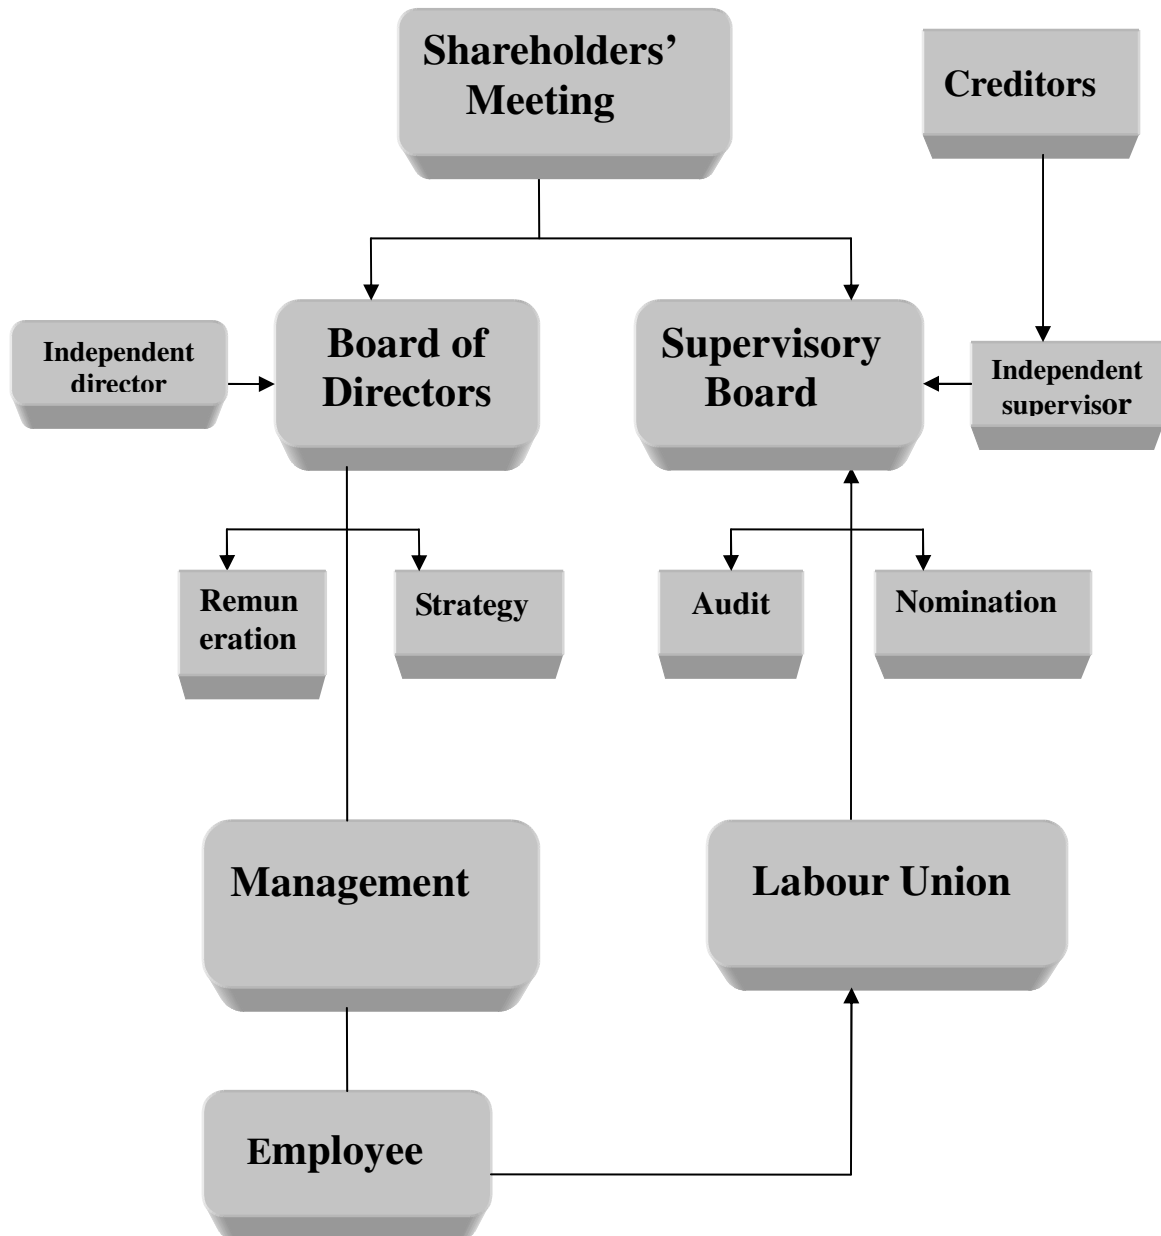 Shareholders’
Meeting
Creditors
Independent
director
Board of
Directors
Supervisory
Board
Independent
supervisor
Remun
eration
Strategy
Audit
Nomination
Management
Labour Union
Employee